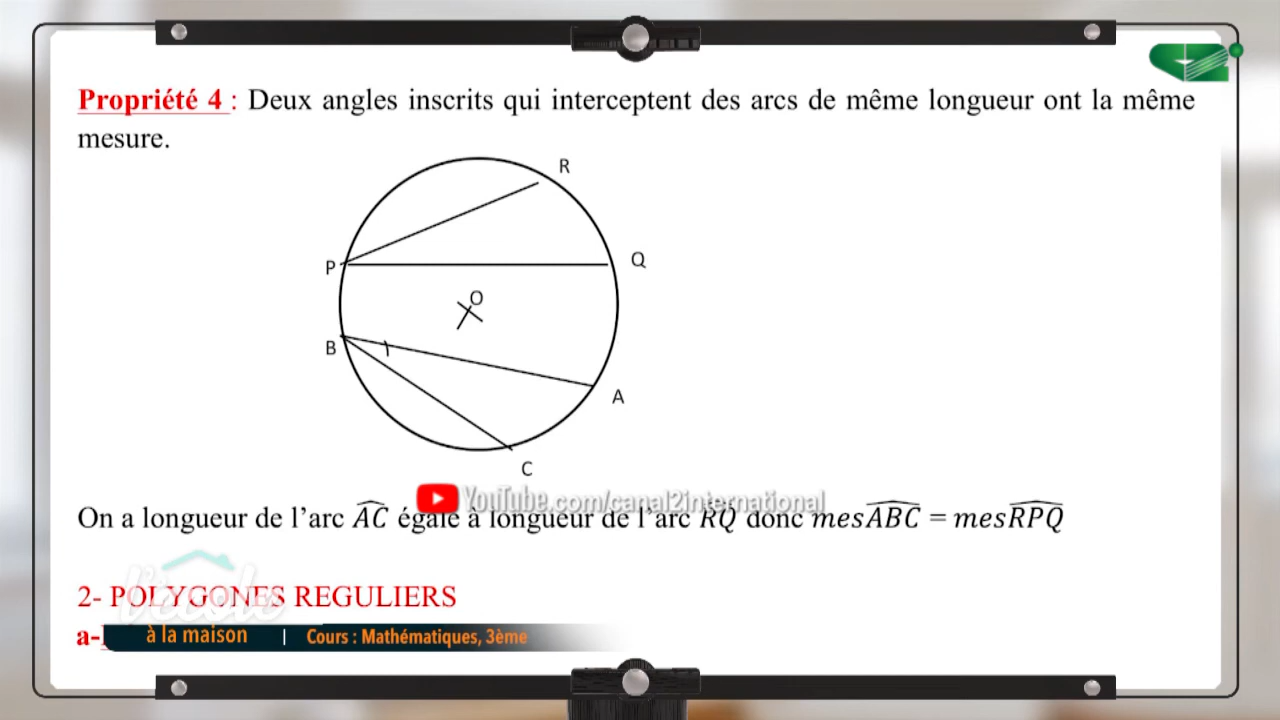 Propriété 4 : Deux angles inscrits qui interceptent des arcs de même longueur ont la même
mesure.
R
P
Q
O
B
A
C
YouTube.com/canal2international
On a longueur de l'arc AC égale à longueur de l'arc RQ donc mesABC = mesRPQ
2- POLYGONES REGULIERS
l'école
a-
à la maison | Cours : Mathématiques, 3ème